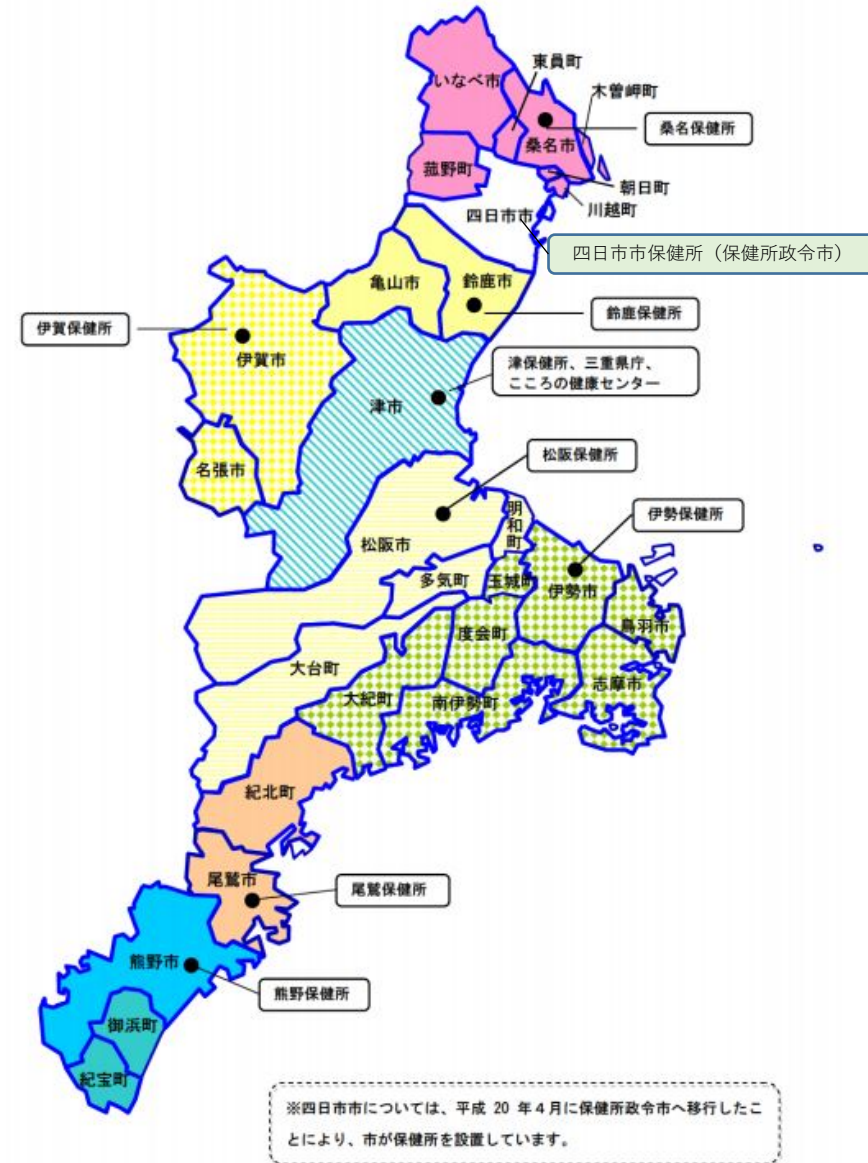 いなべ市
東員町
木曽岬町
桑名保健所
桑名市
菰野町
朝日町
川越町
四日市市
四日市市保健所（保健所政令市）
亀山市
鈴鹿市
鈴鹿保健所
伊賀保健所
伊賀市
津保健所、三重県庁、
こころの健康センター
津市
名張市
松阪保健所
明和町
伊勢保健所
松阪市
多気町
玉城町
伊勢市
度会町
鳥羽市
大台町
志摩市
大紀町
南伊勢町
紀北町
尾鷲市
尾鷲保健所
熊野市
熊野保健所
御浜町
紀宝町
※四日市市については、平成 20 年４月に保健所政令市へ移行したこ
とにより、市が保健所を設置しています。